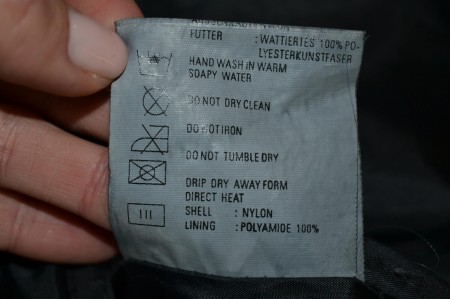 FUTTER : WATTIERTES 100% PO-
LYESTERKUNSTFASER
HAND WASH IN WARM
SOAPY WATER
DO NOT DRY CLEAN
DO NOT IRON
DO NOT TUMBLE DRY
DRIP DRY AWAY FORM
DIRECT HEAT
SHELL : NYLON
LINING : POLYAMIDE 100%